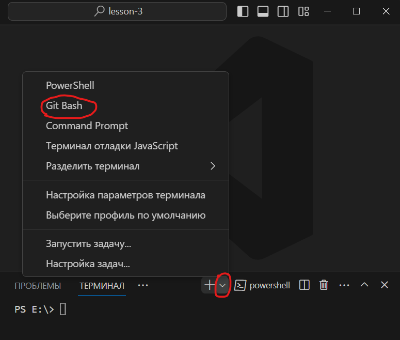 lesson-3
PowerShell
Git Bash
Command Prompt
Терминал отладки JavaScript
Разделить терминал
Настройка параметров терминала
Выберите профиль по умолчанию
Запустить задачу...
Настройка задач...
ПРОБЛЕМЫ ТЕРМИНАЛ ... powershell ...
PS E:\>